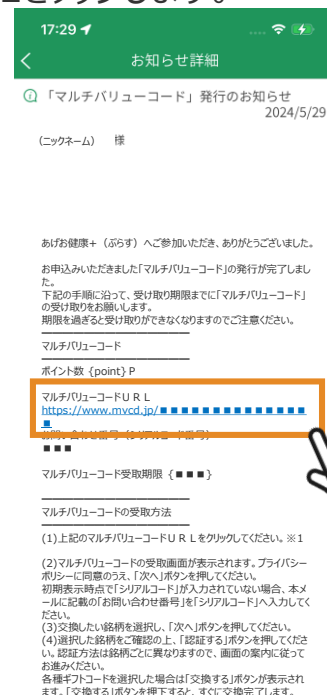 17:29
お知らせ詳細
「マルチバリューコード」発行のお知らせ
2024/5/29
(ニックネーム) 様
あげお健康+(ぷらす)へご参加いただき、ありがとうございました。
お申込みいただきました「マルチバリューコード」の発行が完了しまし
た。
下記の手順に沿って、受け取り期限までに「マルチバリューコード」
の受け取りをお願いします。
期限を過ぎると受け取りができなくなりますのでご注意ください。
マルチバリューコード
ポイント数 {point} P
マルチバリューコードURL
https://www.mvcd.jp/■■■■■■■■■■■■■
■
■■■
マルチバリューコード受取期限 {■■■}
マルチバリューコードの受取方法
(1)上記のマルチバリューコードURLをクリックしてください。※1
(2)マルチバリューコードの受取画面が表示されます。プライバシー
ポリシーに同意のうえ、「次へ」ボタンを押してください。
初期表示時点で「シリアルコード」が入力されていない場合、本メ
ールに記載の「お問い合わせ番号」を「シリアルコード」へ入力してく
ださい。
(3)交換したい銘柄を選択し、「次へ」ボタンを押してください。
(4)選択した銘柄をご確認の上、「認証する」ボタンを押してくださ
い。認証方法は銘柄ごとに異なりますので、画面の案内に従って
お進みください。
各種ギフトコードを選択した場合は「交換する」ボタンが表示され
ます。「交換する」ボタンを押下すると、すぐに交換完了します。